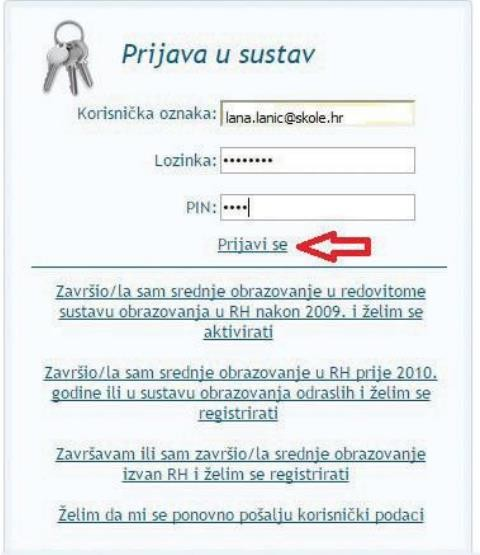 Prijava u sustav
Korisnička oznaka: lana.lanic@skole.hr
Lozinka: ••••••••
PIN: ••••
Prijavi se
Završio/la sam srednje obrazovanje u redovitome
sustavu obrazovanja u RH nakon 2009. i želim se
aktivirati
Završio/la sam srednje obrazovanje u RH prije 2010.
godine ili u sustavu obrazovanja odraslih i želim se
registrirati
Završavam ili sam završio/la srednje obrazovanje
izvan RH i želim se registrirati
Želim da mi se ponovno pošalju korisnički podaci